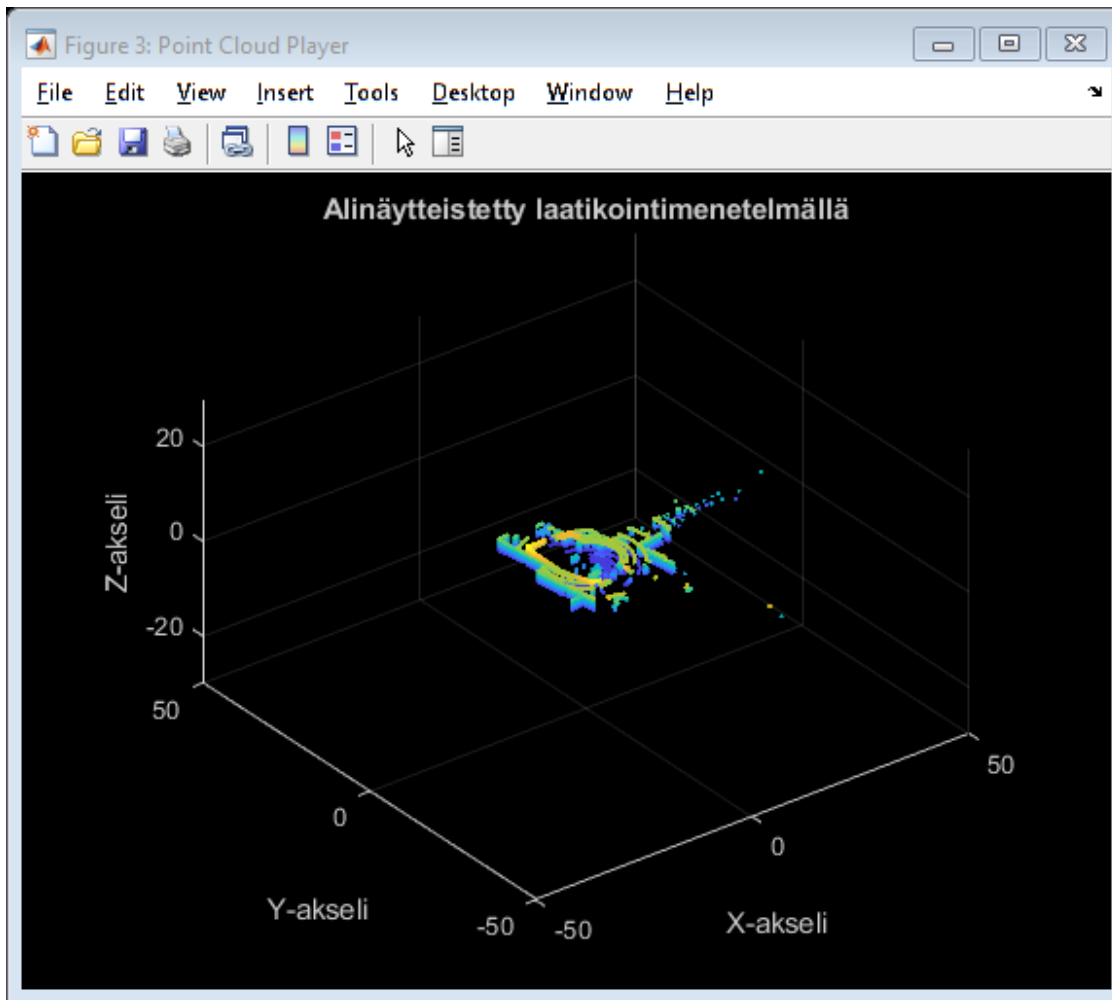 Figure 3: Point Cloud Player
File Edit View Insert Tools Desktop Window Help
Alinäytteistetty laatikointimenetelmällä
20
0
-20
Z-akseli
50
0
-50
Y-akseli
-50
0
50
X-akseli